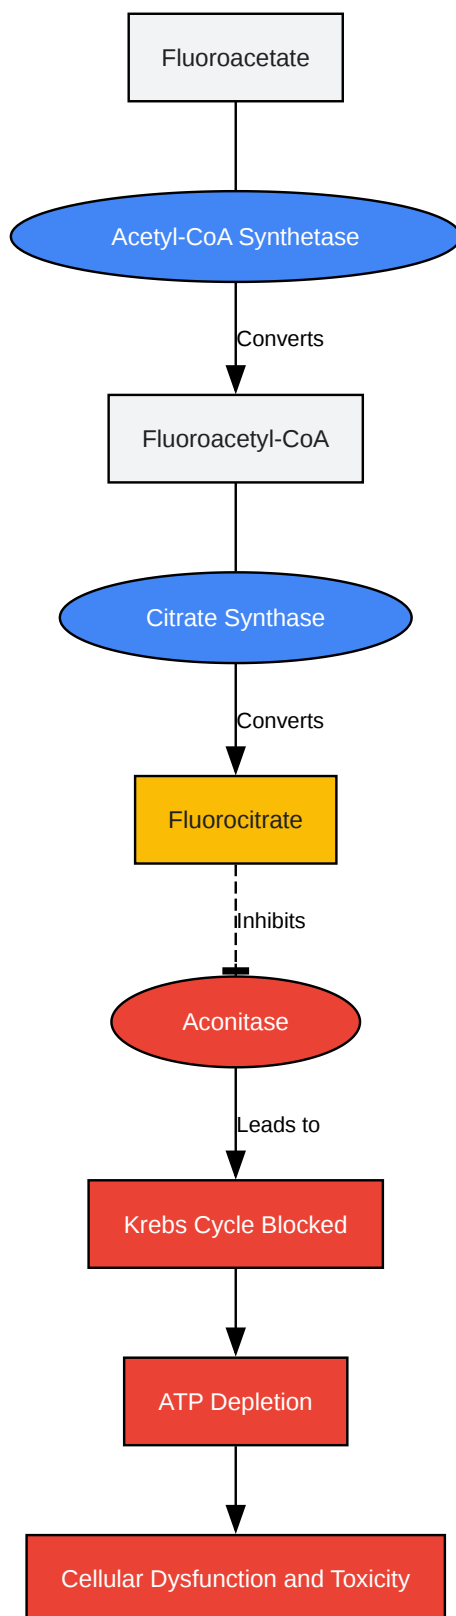 Fluoroacetate
Acetyl-CoA Synthetase
Converts
Fluoroacetyl-CoA
Citrate Synthase
Converts
Fluorocitrate
Inhibits
Aconitase
Leads to
Krebs Cycle Blocked
ATP Depletion
Cellular Dysfunction and Toxicity